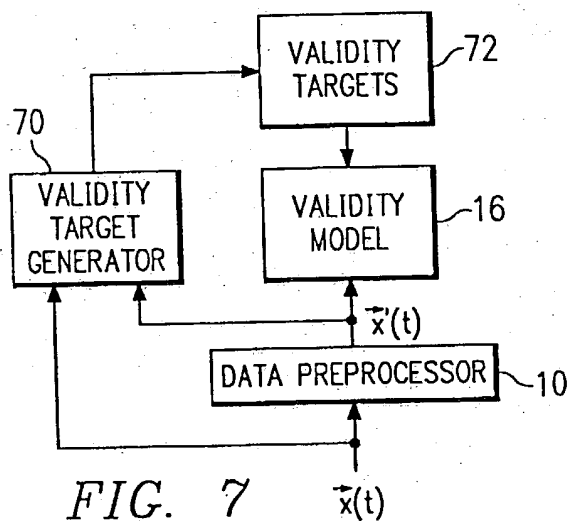 VALIDITY
TARGETS
72
70
VALIDITY
TARGET
GENERATOR
VALIDITY
MODEL
16
x⃗'(t)
DATA PREPROCESSOR
10
FIG. 7
x⃗(t)